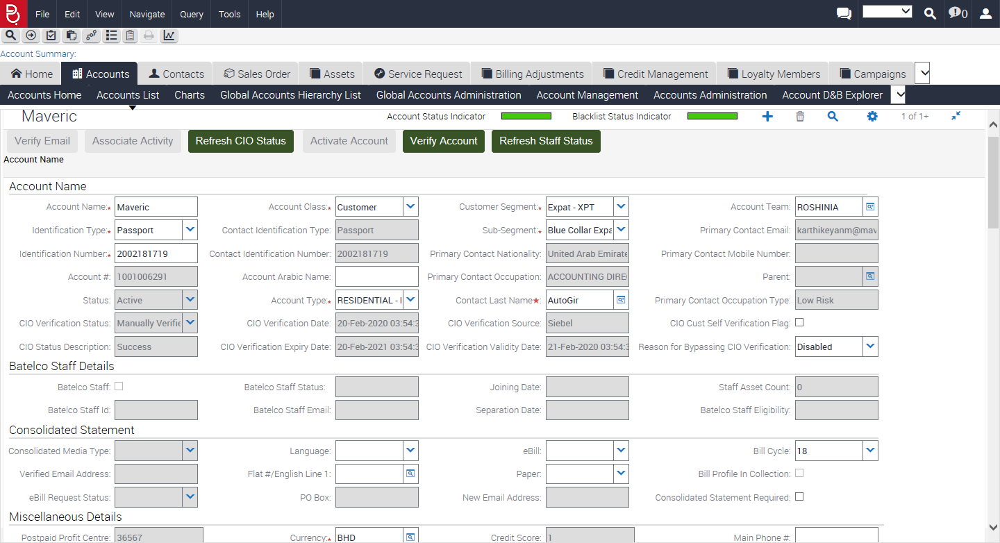 File Edit View Navigate Query Tools Help 0
Account Summary:
Home Accounts Contacts Sales Order Assets Service Request Billing Adjustments Credit Management Loyalty Members Campaigns
Accounts Home Accounts List Charts Global Accounts Hierarchy List Global Accounts Administration Account Management Accounts Administration Account D&B Explorer
Maveric Account Status Indicator Blacklist Status Indicator 1 of 1+
Verify Email Associate Activity Refresh CIO Status Activate Account Verify Account Refresh Staff Status
Account Name
Account Name
Account Name:* Maveric Account Class:* Customer Customer Segment:* Expat - XPT Account Team: ROSHINIA
Identification Type:* Passport Contact Identification Type: Passport Sub-Segment:* Blue Collar Expa Primary Contact Email: karthikeyanm@mav
Identification Number:* 2002181719 Contact Identification Number: 2002181719 Primary Contact Nationality: United Arab Emirate Primary Contact Mobile Number:
Account #: 1001006291 Account Arabic Name: Primary Contact Occupation: ACCOUNTING DIRE Parent:
Status: Active Account Type:* RESIDENTIAL - I Contact Last Name★: AutoGir Primary Contact Occupation Type: Low Risk
CIO Verification Status: Manually Verifie CIO Verification Date: 20-Feb-2020 03:54:3 CIO Verification Source: Siebel CIO Cust Self Verification Flag:
CIO Status Description: Success CIO Verification Expiry Date: 20-Feb-2021 03:54:3 CIO Verification Validity Date: 21-Feb-2020 03:54:3 Reason for Bypassing CIO Verification: Disabled
Batelco Staff Details
Batelco Staff: Batelco Staff Status: Joining Date: Staff Asset Count: 0
Batelco Staff Id: Batelco Staff Email: Separation Date: Batelco Staff Eligibility:
Consolidated Statement
Consolidated Media Type: Language: eBill: Bill Cycle: 18
Verified Email Address: Flat #/English Line 1: Paper: Bill Profile In Collection:
eBill Request Status: PO Box: New Email Address: Consolidated Statement Required:
Miscellaneous Details
Postpaid Profit Centre: 36567 Currency:* BHD Credit Score: 1 Main Phone #: